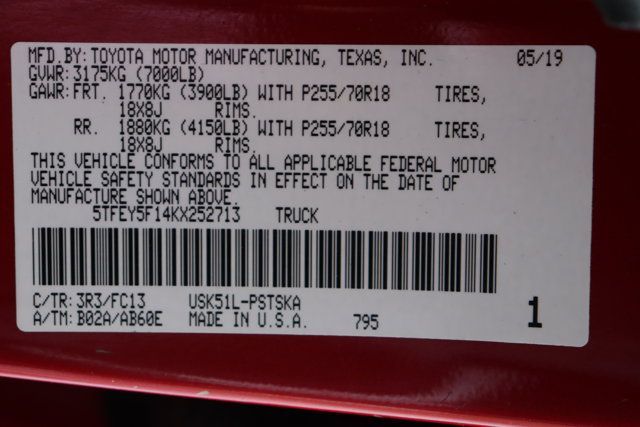 MFD.BY:TOYOTA MOTOR MANUFACTURING, TEXAS, INC. 05/19
GVWR:3175KG (7000LB)
GAWR:FRT. 1770KG (3900LB) WITH P255/70R18 TIRES,
18X8J RIMS.
RR. 1880KG (4150LB) WITH P255/70R18 TIRES,
18X8J RIMS.
THIS VEHICLE CONFORMS TO ALL APPLICABLE FEDERAL MOTOR
VEHICLE SAFETY STANDARDS IN EFFECT ON THE DATE OF
MANUFACTURE SHOWN ABOVE.
5TFEY5F14KX252713 TRUCK
C/TR:3R3/FC13 USK51L-PSTSKA
A/TM:B02A/AB60E MADE IN U.S.A. 795 1